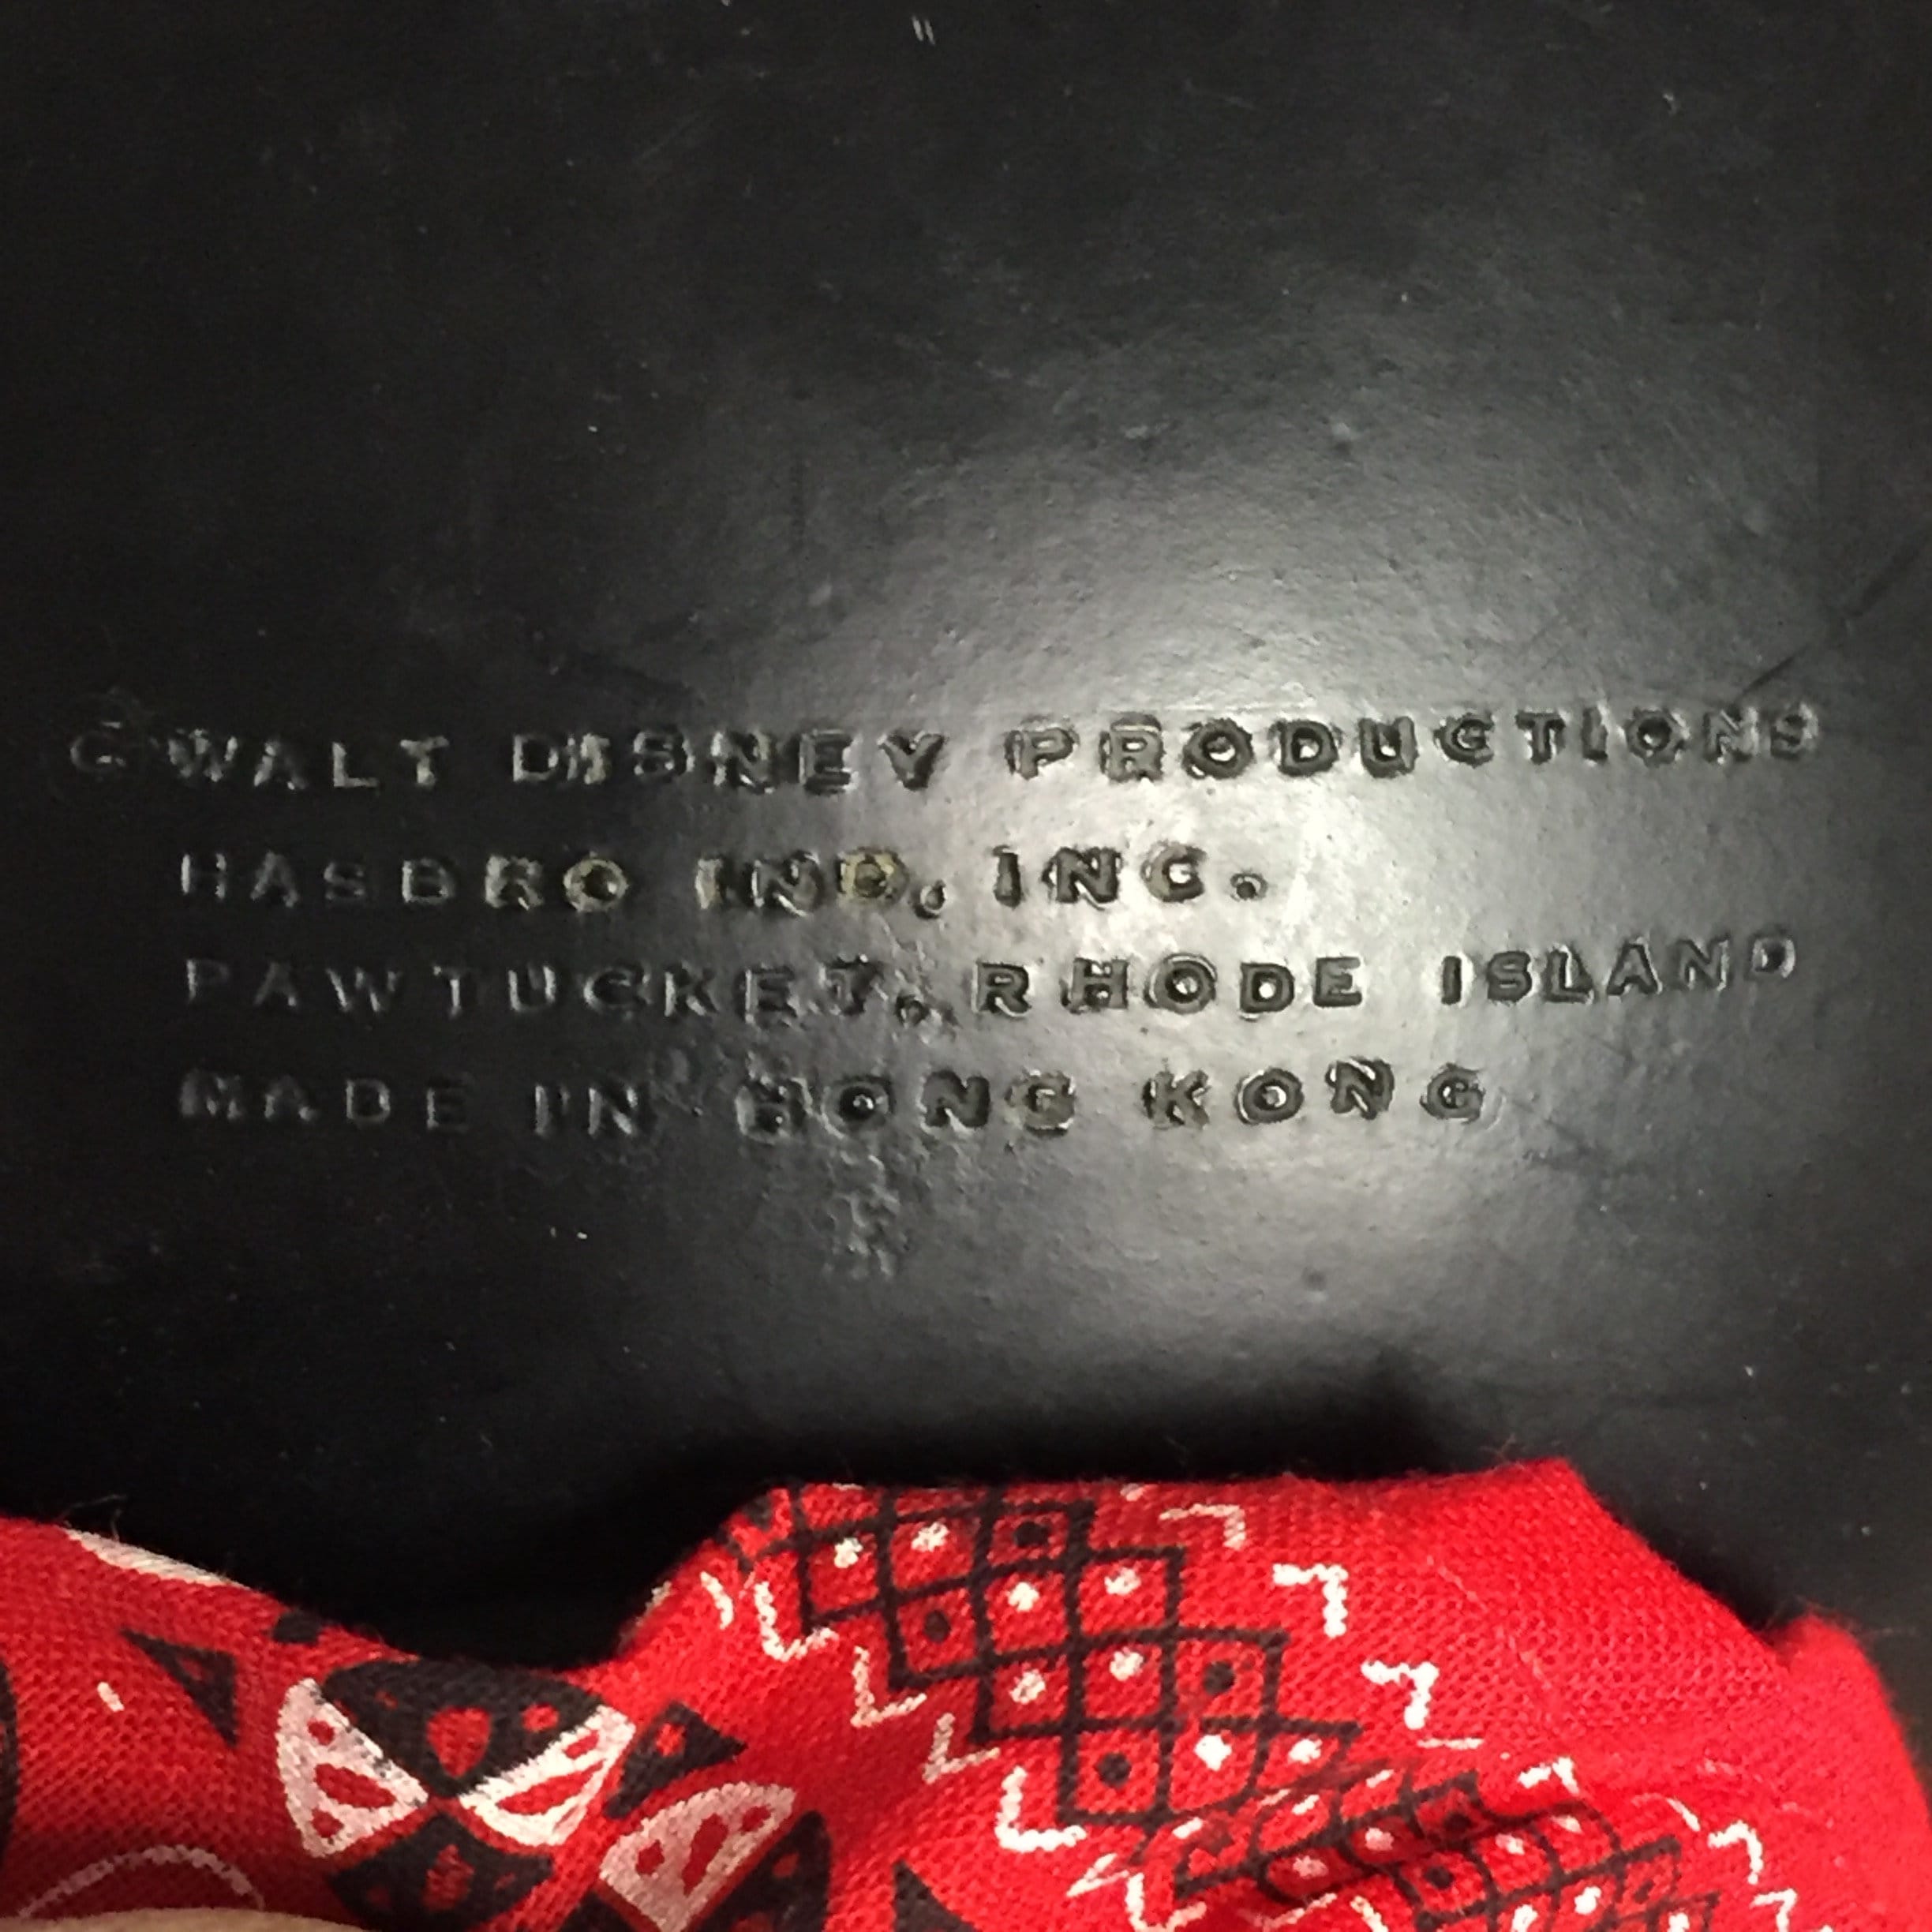 © WALT DISNEY PRODUCTIONS
HASBRO IND. INC.
PAWTUCKET, RHODE ISLAND
MADE IN HONG KONG